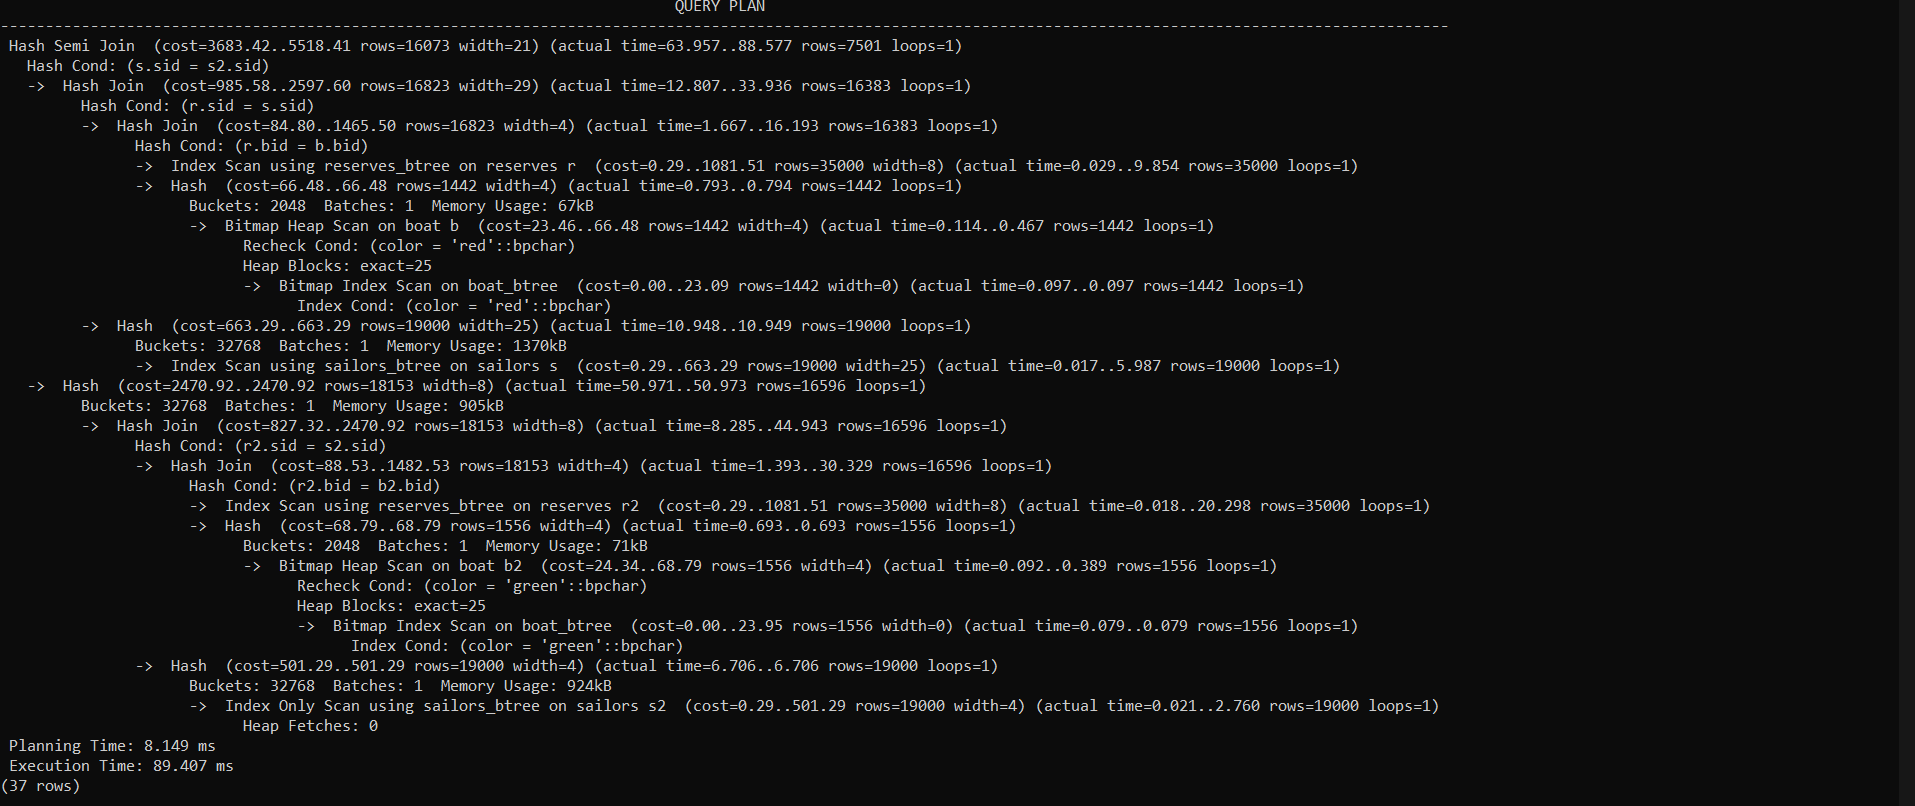 QUERY PLAN
-----------------------------------------------------------------------------------------------------------------------------------------------------------------
Hash Semi Join  (cost=3683.42..5518.41 rows=16073 width=21) (actual time=63.957..88.577 rows=7501 loops=1)
  Hash Cond: (s.sid = s2.sid)
  ->  Hash Join  (cost=985.58..2597.60 rows=16823 width=29) (actual time=12.807..33.936 rows=16383 loops=1)
        Hash Cond: (r.sid = s.sid)
        ->  Hash Join  (cost=84.80..1465.50 rows=16823 width=4) (actual time=1.667..16.193 rows=16383 loops=1)
              Hash Cond: (r.bid = b.bid)
              ->  Index Scan using reserves_btree on reserves r  (cost=0.29..1081.51 rows=35000 width=8) (actual time=0.029..9.854 rows=35000 loops=1)
              ->  Hash  (cost=66.48..66.48 rows=1442 width=4) (actual time=0.793..0.794 rows=1442 loops=1)
                    Buckets: 2048  Batches: 1  Memory Usage: 67kB
                    ->  Bitmap Heap Scan on boat b  (cost=23.46..66.48 rows=1442 width=4) (actual time=0.114..0.467 rows=1442 loops=1)
                          Recheck Cond: (color = 'red'::bpchar)
                          Heap Blocks: exact=25
                          ->  Bitmap Index Scan on boat_btree  (cost=0.00..23.09 rows=1442 width=0) (actual time=0.097..0.097 rows=1442 loops=1)
                                Index Cond: (color = 'red'::bpchar)
        ->  Hash  (cost=663.29..663.29 rows=19000 width=25) (actual time=10.948..10.949 rows=19000 loops=1)
              Buckets: 32768  Batches: 1  Memory Usage: 1370kB
              ->  Index Scan using sailors_btree on sailors s  (cost=0.29..663.29 rows=19000 width=25) (actual time=0.017..5.987 rows=19000 loops=1)
  ->  Hash  (cost=2470.92..2470.92 rows=18153 width=8) (actual time=50.971..50.973 rows=16596 loops=1)
        Buckets: 32768  Batches: 1  Memory Usage: 905kB
        ->  Hash Join  (cost=827.32..2470.92 rows=18153 width=8) (actual time=8.285..44.943 rows=16596 loops=1)
              Hash Cond: (r2.sid = s2.sid)
              ->  Hash Join  (cost=88.53..1482.53 rows=18153 width=4) (actual time=1.393..30.329 rows=16596 loops=1)
                    Hash Cond: (r2.bid = b2.bid)
                    ->  Index Scan using reserves_btree on reserves r2  (cost=0.29..1081.51 rows=35000 width=8) (actual time=0.018..20.298 rows=35000 loops=1)
                    ->  Hash  (cost=68.79..68.79 rows=1556 width=4) (actual time=0.693..0.693 rows=1556 loops=1)
                          Buckets: 2048  Batches: 1  Memory Usage: 71kB
                          ->  Bitmap Heap Scan on boat b2  (cost=24.34..68.79 rows=1556 width=4) (actual time=0.092..0.389 rows=1556 loops=1)
                                Recheck Cond: (color = 'green'::bpchar)
                                Heap Blocks: exact=25
                                ->  Bitmap Index Scan on boat_btree  (cost=0.00..23.95 rows=1556 width=0) (actual time=0.079..0.079 rows=1556 loops=1)
                                      Index Cond: (color = 'green'::bpchar)
              ->  Hash  (cost=501.29..501.29 rows=19000 width=4) (actual time=6.706..6.706 rows=19000 loops=1)
                    Buckets: 32768  Batches: 1  Memory Usage: 924kB
                    ->  Index Only Scan using sailors_btree on sailors s2  (cost=0.29..501.29 rows=19000 width=4) (actual time=0.021..2.760 rows=19000 loops=1)
                          Heap Fetches: 0
Planning Time: 8.149 ms
Execution Time: 89.407 ms
(37 rows)